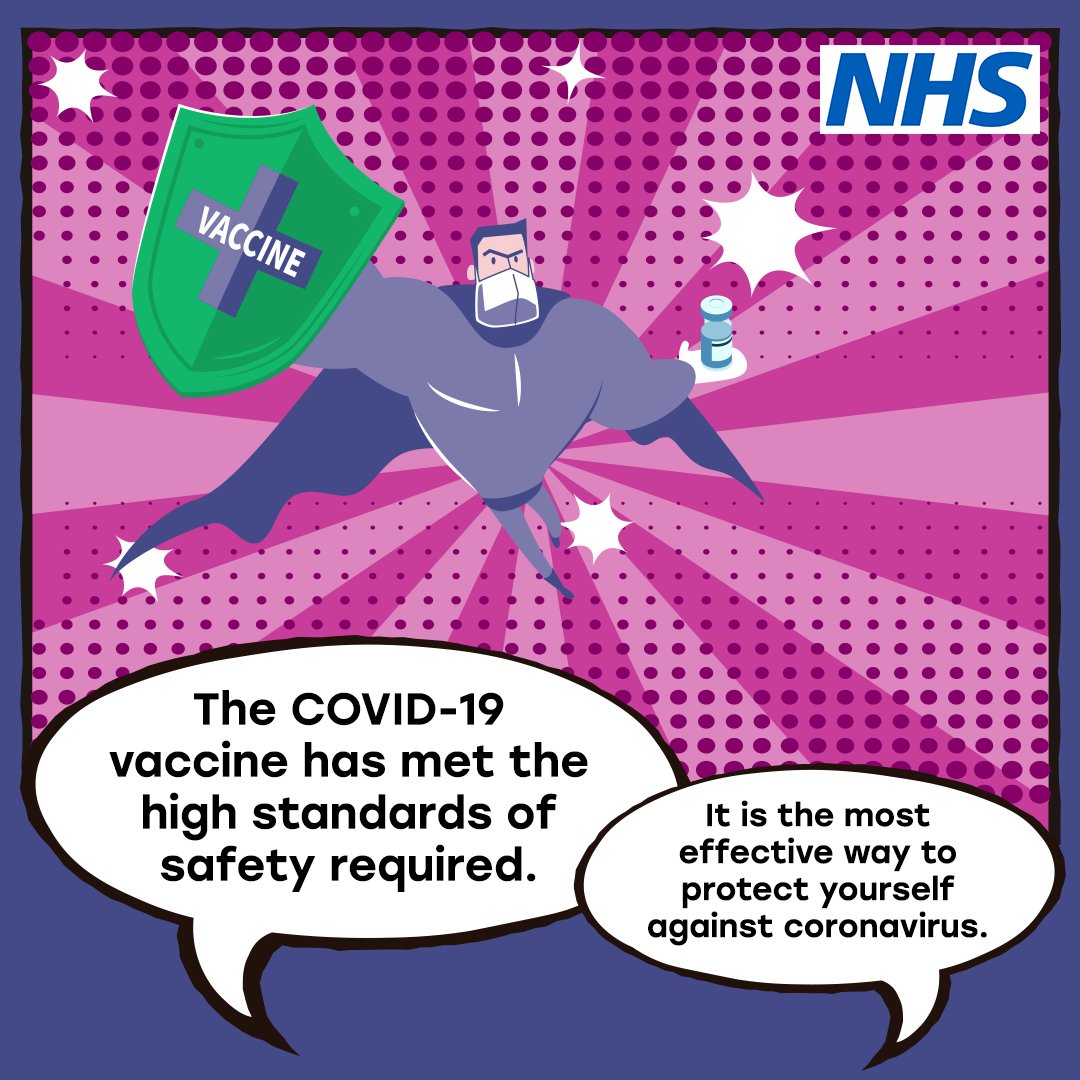 NHS
VACCINE
The COVID-19
vaccine has met the
high standards of
safety required.
It is the most
effective way to
protect yourself
against coronavirus.